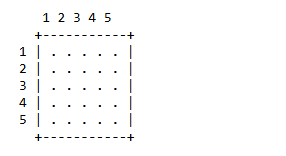 1 2 3 4 5
 +-----------+
1 | . . . . . |
2 | . . . . . |
3 | . . . . . |
4 | . . . . . |
5 | . . . . . |
 +-----------+